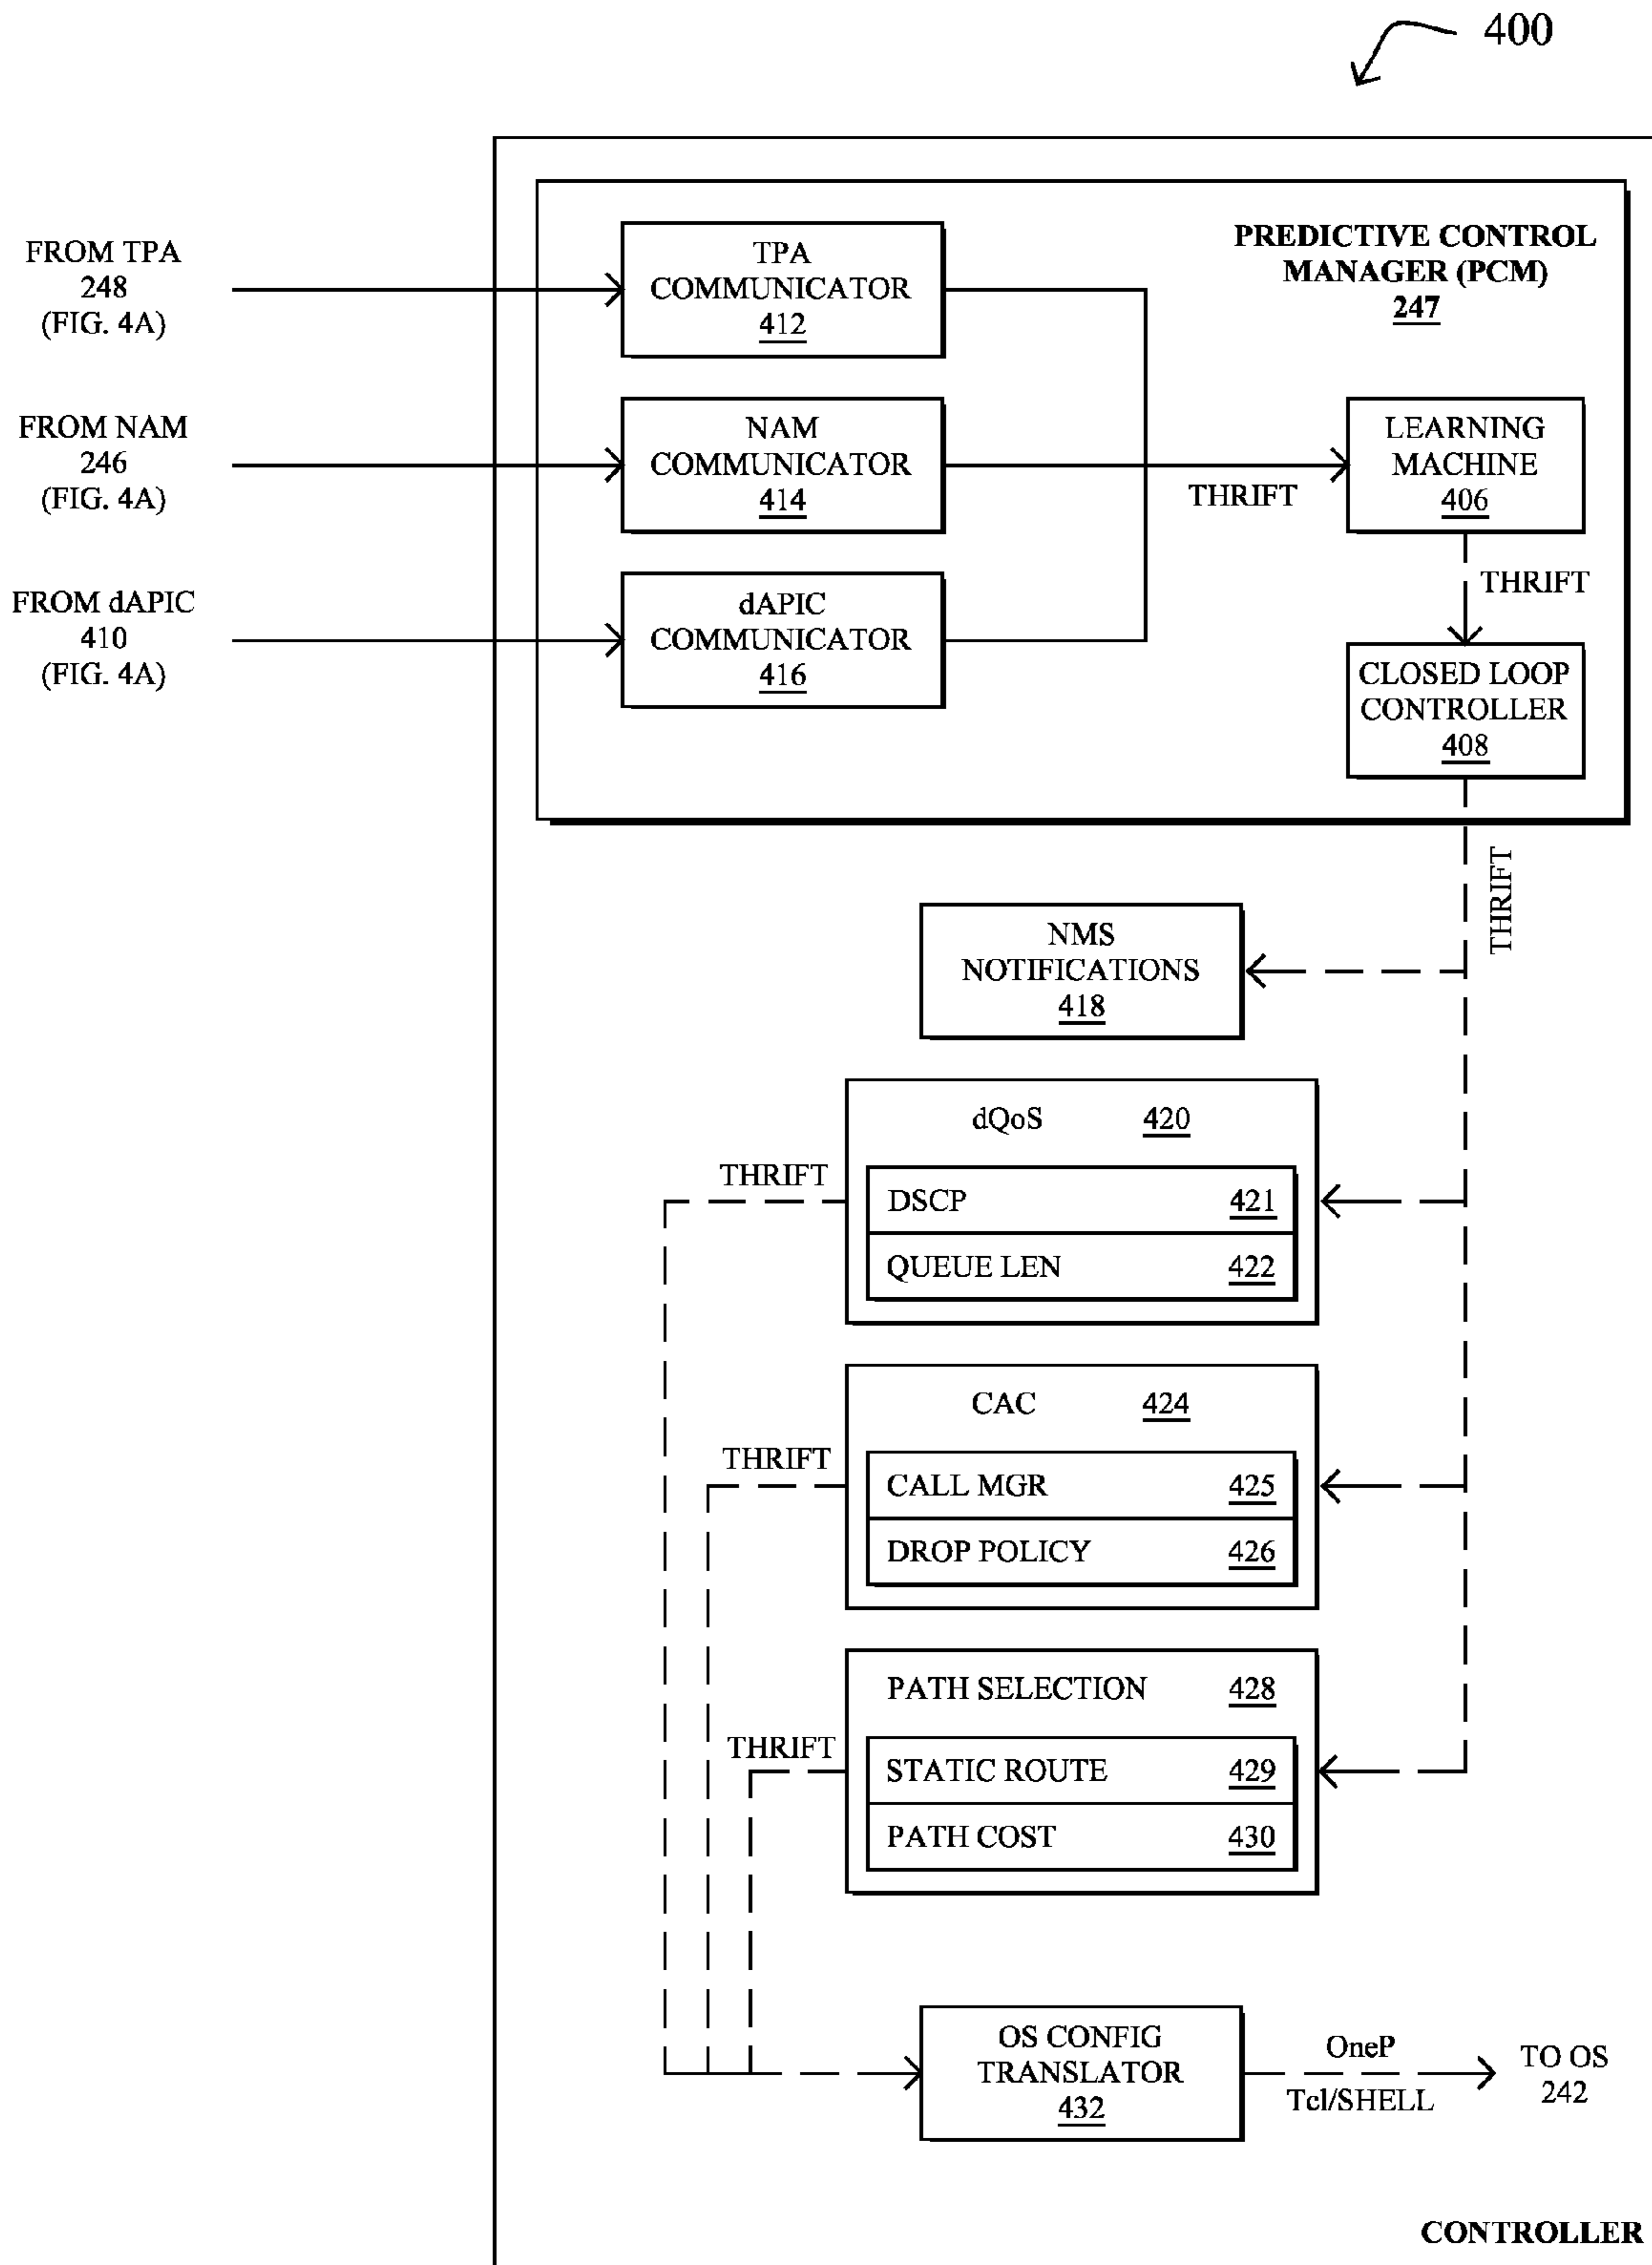 400
FROM TPA
248
(FIG. 4A)
TPA
COMMUNICATOR
412
PREDICTIVE CONTROL
MANAGER (PCM)
247
FROM NAM
246
(FIG. 4A)
NAM
COMMUNICATOR
414
THRIFT
LEARNING
MACHINE
406
THRIFT
FROM dAPIC
410
(FIG. 4A)
dAPIC
COMMUNICATOR
416
CLOSED LOOP
CONTROLLER
408
THRIFT
NMS
NOTIFICATIONS
418
dQoS 420
THRIFT
DSCP 421
QUEUE LEN 422
CAC 424
THRIFT
CALL MGR 425
DROP POLICY 426
PATH SELECTION 428
THRIFT
STATIC ROUTE 429
PATH COST 430
OS CONFIG
TRANSLATOR
432
OneP
Tcl/SHELL
TO OS
242
CONTROLLER